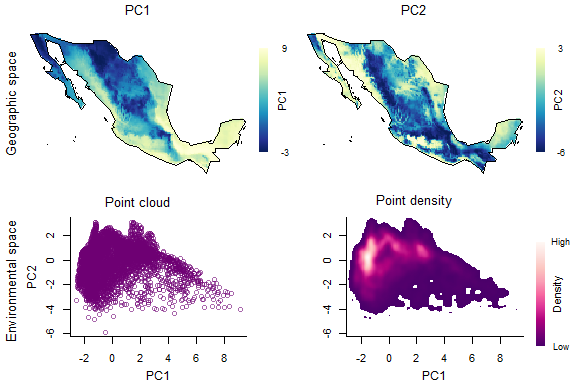 PC1
PC2
Geographic space
9
PC1
-3
3
PC2
-6
Point cloud
Point density
Environmental space
PC2
2
0
-2
-4
-6
-2
0
2
4
6
8
PC1
2
0
-2
-4
-6
-2
0
2
4
6
8
PC1
High
Density
Low